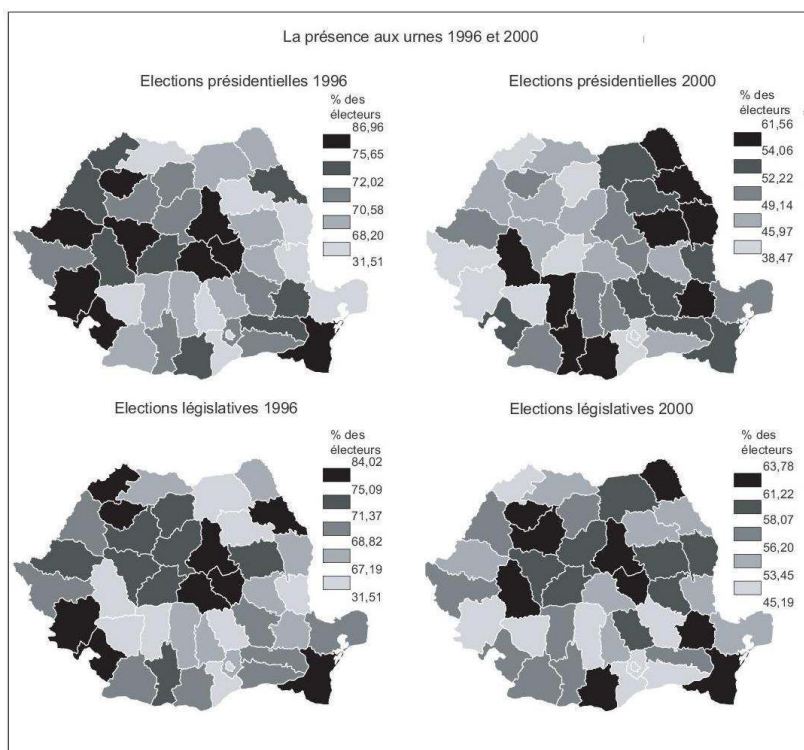 La présence aux urnes 1996 et 2000
Elections présidentielles 1996
% des
électeurs
86,96
75,65
72,02
70,58
68,20
31,51
Elections présidentielles 2000
% des
électeurs
61,56
54,06
52,22
49,14
45,97
38,47
Elections législatives 1996
% des
électeurs
84,02
75,09
71,37
68,82
67,19
31,51
Elections législatives 2000
% des
électeurs
63,78
61,22
58,07
56,20
53,45
45,19